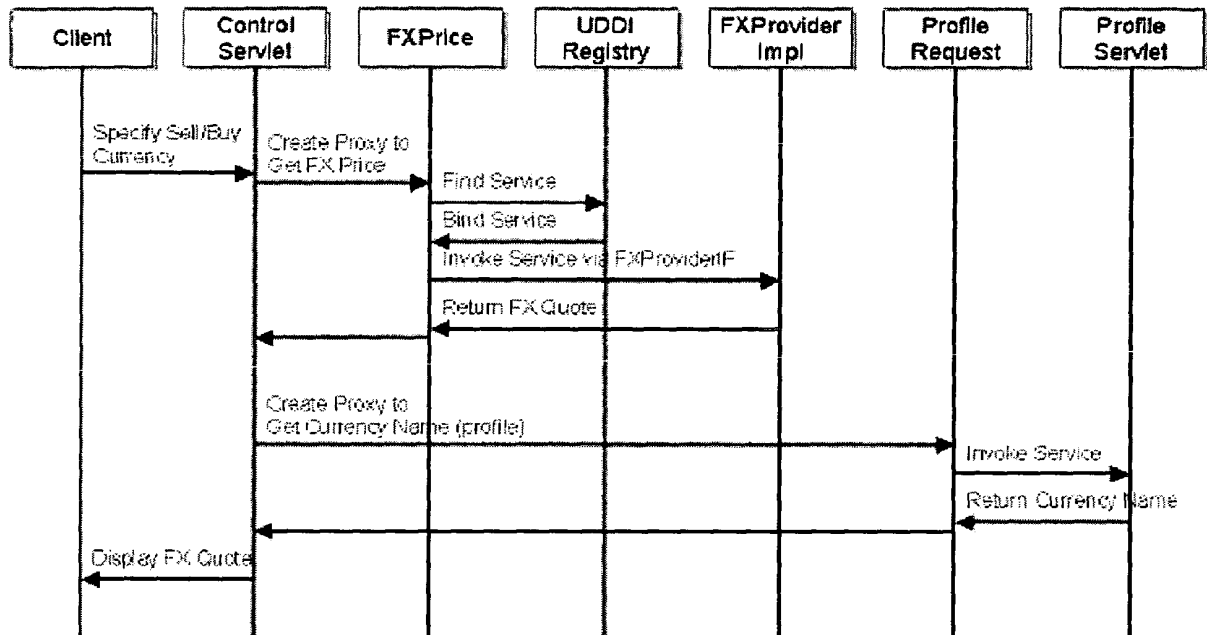 Client
Control
Servlet
FXPrice
UDDI
Registry
FXProvider
Impl
Profile
Request
Profile
Servlet
Specify Sell/Buy
Currency
Create Proxy to
Get FX Price
Find Service
Bind Service
Invoke Service via FXProviderIF
Return FX Quote
Create Proxy to
Get Currency Name (profile)
Invoke Service
Return Currency Name
Display FX Quote